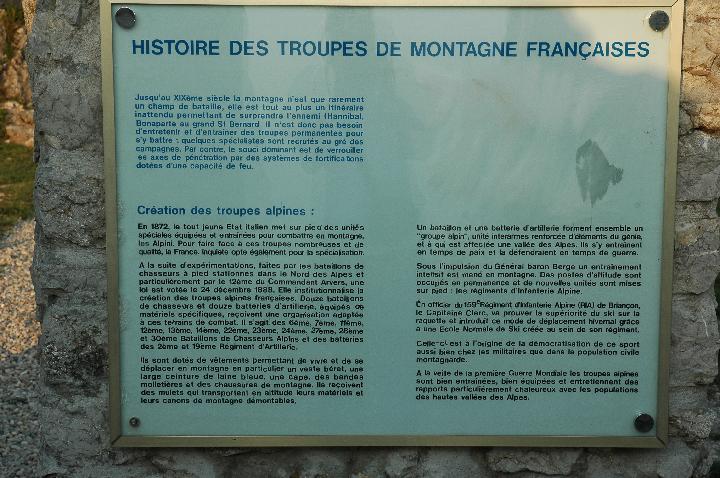 HISTOIRE DES TROUPES DE MONTAGNE FRANÇAISES
Jusqu'au XIXème siècle la montagne n'est que rarement
un champ de bataille, elle est tout au plus un itinéraire
inattendu permettant de surprendre l'ennemi (Hannibal,
Bonaparte au grand St Bernard. Il n'est donc pas besoin
d'entretenir et d'entraîner des troupes permanentes pour
s'y battre : quelques spécialistes sont recrutés au gré des
campagnes. Par contre, le souci dominant est de verrouiller
les axes de pénétration par des systèmes de fortifications
dotées d'une capacité de feu.
Création des troupes alpines :
En 1872, le tout jeune Etat italien met sur pied des unités
spéciales équipées et entraînées pour combattre en montagne,
les Alpini. Pour faire face à ces troupes nombreuses et de
qualité, la France inquiète opte également pour la spécialisation.
A la suite d'expérimentations, faites par les bataillons de
chasseurs à pied stationnés dans le Nord des Alpes et
particulièrement par le 12ème du Commandant Arvers, une
loi est votée le 24 décembre 1888. Elle institutionnalise la
création des troupes alpines françaises. Douze bataillons
de chasseurs et douze batteries d'artillerie, équipés de
matériels spécifiques, reçoivent une organisation adaptée
à ces terrains de combat. Il s'agit des 6ème, 7ème, 11ème,
12ème, 13ème, 14ème, 22ème, 23ème, 24ème, 27ème, 28ème
et 30ème Bataillons de Chasseurs Alpins et des batteries
des 2ème et 19ème Régiment d'Artillerie.
Ils sont dotés de vêtements permettant de vivre et de se
déplacer en montagne en particulier un vaste béret, une
large ceinture de laine bleue, une cape, des bandes
molletières et des chaussures de montagne. Ils reçoivent
des mulets qui transportent en altitude leurs matériels et
leurs canons de montagne démontables.
Un bataillon et une batterie d'artillerie forment ensemble un
"groupe alpin", unité interarmes renforcée d'éléments du génie,
et à qui est affectée une vallée des Alpes. Ils s'y entraînent
en temps de paix et la défendraient en temps de guerre.
Sous l'impulsion du Général baron Berge un entraînement
intensif est mené en montagne. Des postes d'altitude sont
occupés en permanence et de nouvelles unités sont mises
sur pied : les régiments d'Infanterie Alpine.
Un officier du 159e Régiment d'Infanterie Alpine (RIA) de Briançon,
le Capitaine Clerc, va prouver la supériorité du ski sur la
raquette et introduit ce mode de déplacement hivernal grâce
à une Ecole Normale de Ski créée au sein de son régiment.
Celle-ci est à l'origine de la démocratisation de ce sport
aussi bien chez les militaires que dans la population civile
montagnarde.
A la veille de la première Guerre Mondiale les troupes alpines
sont bien entraînées, bien équipées et entretiennent des
rapports particulièrement chaleureux avec les populations
des hautes vallées des Alpes.